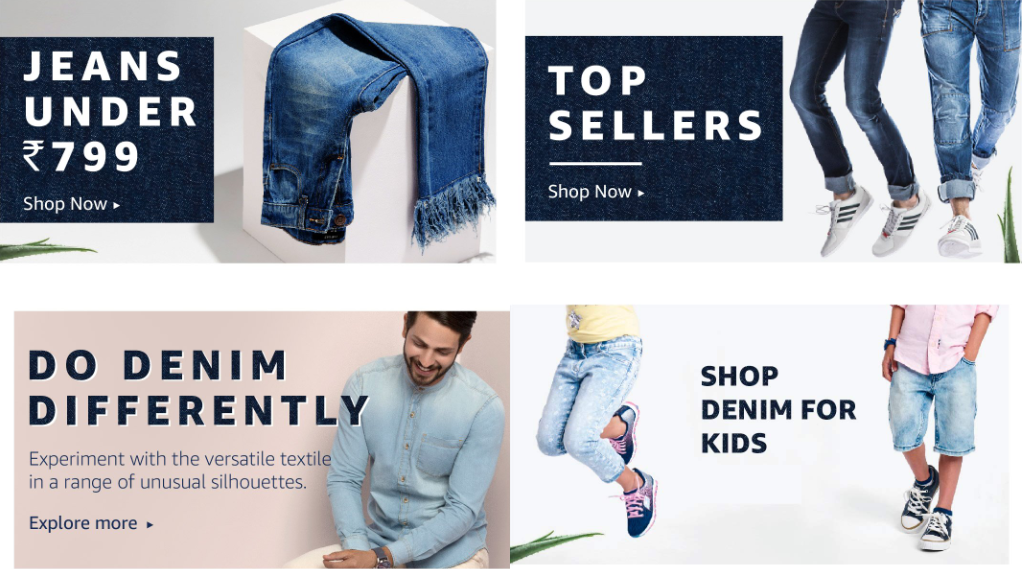 JEANS
UNDER
₹799
Shop Now ▸
TOP
SELLERS
Shop Now ▸
DO DENIM
DIFFERENTLY
Experiment with the versatile textile
in a range of unusual silhouettes.
Explore more ▸
SHOP
DENIM FOR
KIDS